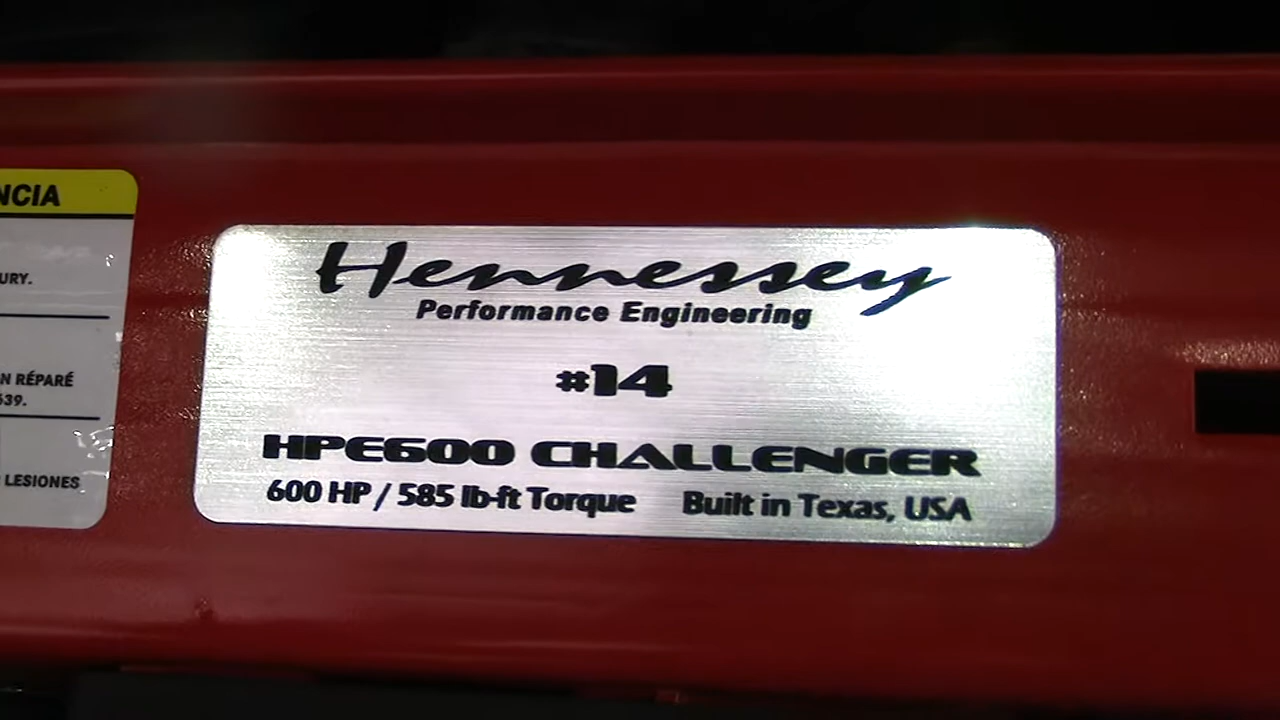 NCIA
URY.
N RÉPARÉ
639.
LESIONES
Hennessey
Performance Engineering
#14
HPE600 CHALLENGER
600 HP / 585 lb-ft Torque Built in Texas, USA